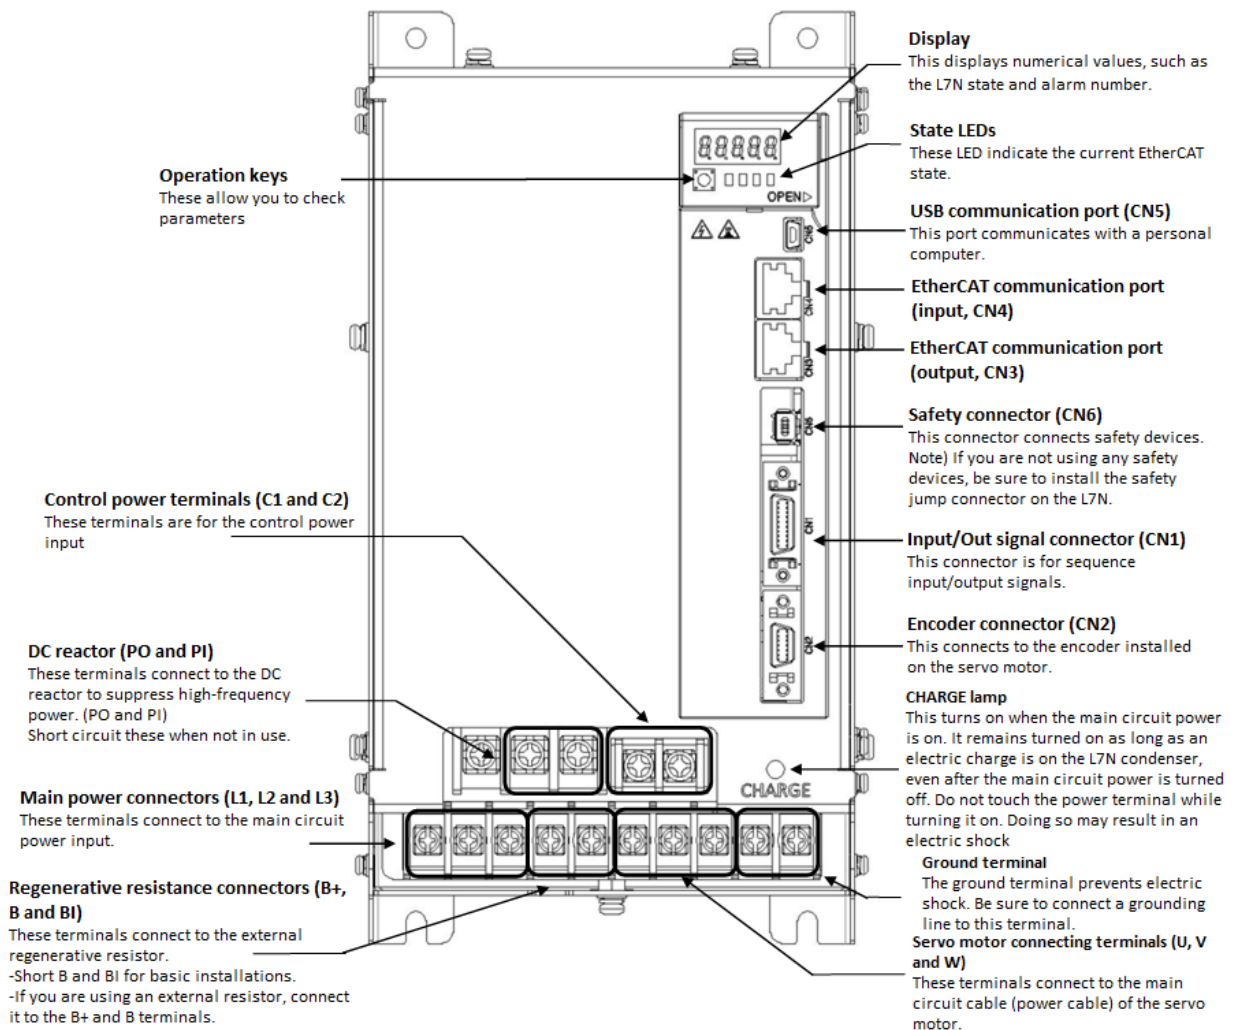 Operation keys
These allow you to check
parameters
Control power terminals (C1 and C2)
These terminals are for the control power
input
DC reactor (PO and PI)
These terminals connect to the DC
reactor to suppress high-frequency
power. (PO and PI)
Short circuit these when not in use.
Main power connectors (L1, L2 and L3)
These terminals connect to the main circuit
power input.
Regenerative resistance connectors (B+,
B and BI)
These terminals connect to the external
regenerative resistor.
-Short B and BI for basic installations.
-If you are using an external resistor, connect
it to the B+ and B terminals.
88888
OPEN▷
CN5
CN4
CN3
CN6
CN1
CN2
CHARGE
Display
This displays numerical values, such as
the L7N state and alarm number.
State LEDs
These LED indicate the current EtherCAT
state.
USB communication port (CN5)
This port communicates with a personal
computer.
EtherCAT communication port
(input, CN4)
EtherCAT communication port
(output, CN3)
Safety connector (CN6)
This connector connects safety devices.
Note) If you are not using any safety
devices, be sure to install the safety
jump connector on the L7N.
Input/Out signal connector (CN1)
This connector is for sequence
input/output signals.
Encoder connector (CN2)
This connects to the encoder installed
on the servo motor.
CHARGE lamp
This turns on when the main circuit power
is on. It remains turned on as long as an
electric charge is on the L7N condenser,
even after the main circuit power is turned
off. Do not touch the power terminal while
turning it on. Doing so may result in an
electric shock
Ground terminal
The ground terminal prevents electric
shock. Be sure to connect a grounding
line to this terminal.
Servo motor connecting terminals (U, V
and W)
These terminals connect to the main
circuit cable (power cable) of the servo
motor.